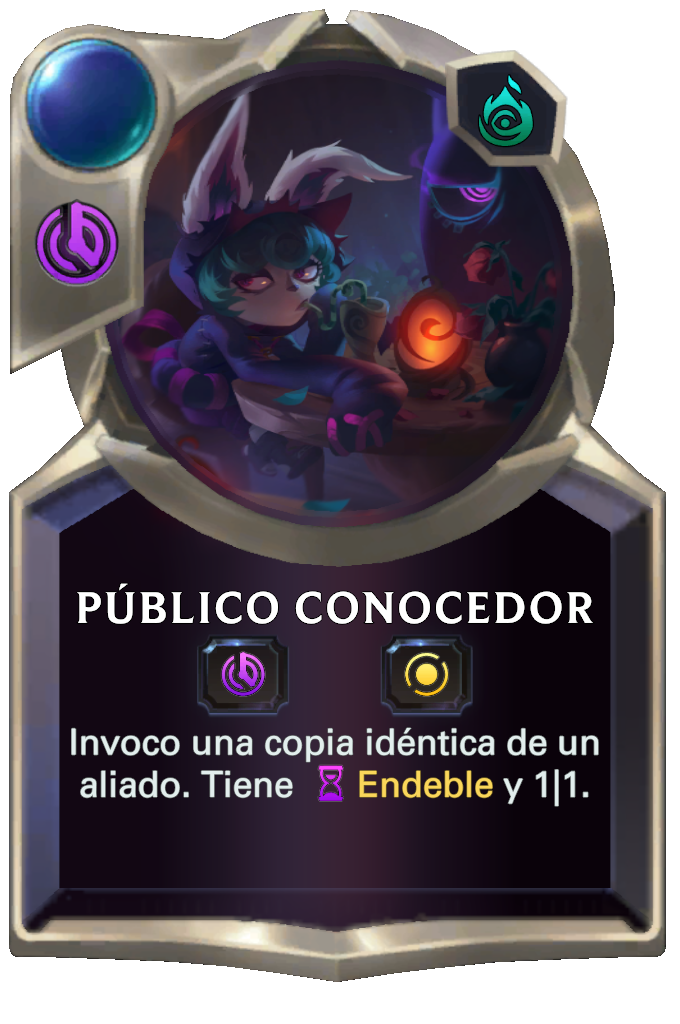 PÚBLICO CONOCEDOR
Invoco una copia idéntica de un
aliado. Tiene Endeble y 1|1.